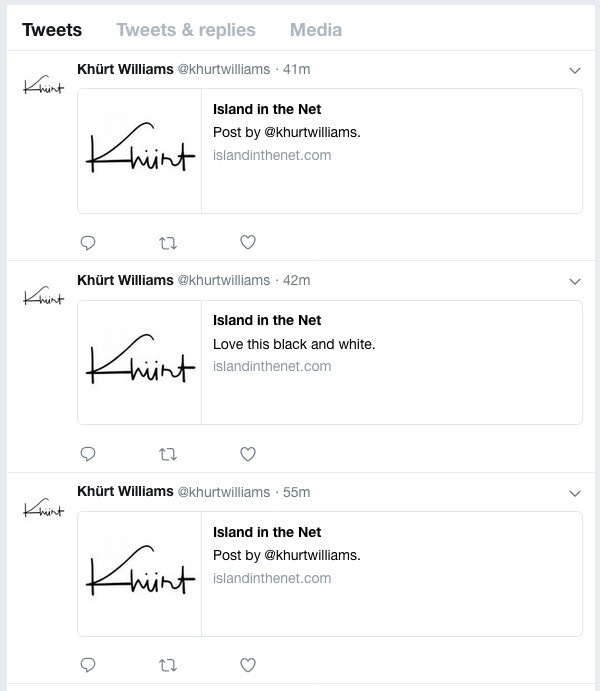 Tweets Tweets & replies Media
Khürt Williams @khurtwilliams · 41m
Khürt
Khürt
Island in the Net
Post by @khurtwilliams.
islandinthenet.com
Khürt Williams @khurtwilliams · 42m
Khürt
Khürt
Island in the Net
Love this black and white.
islandinthenet.com
Khürt Williams @khurtwilliams · 55m
Khürt
Khürt
Island in the Net
Post by @khurtwilliams.
islandinthenet.com